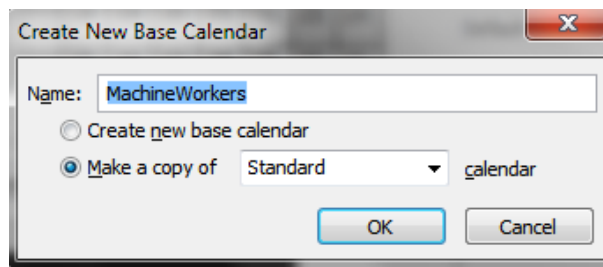 Create New Base Calendar
Name: MachineWorkers
Create new base calendar
Make a copy of Standard calendar
OK Cancel